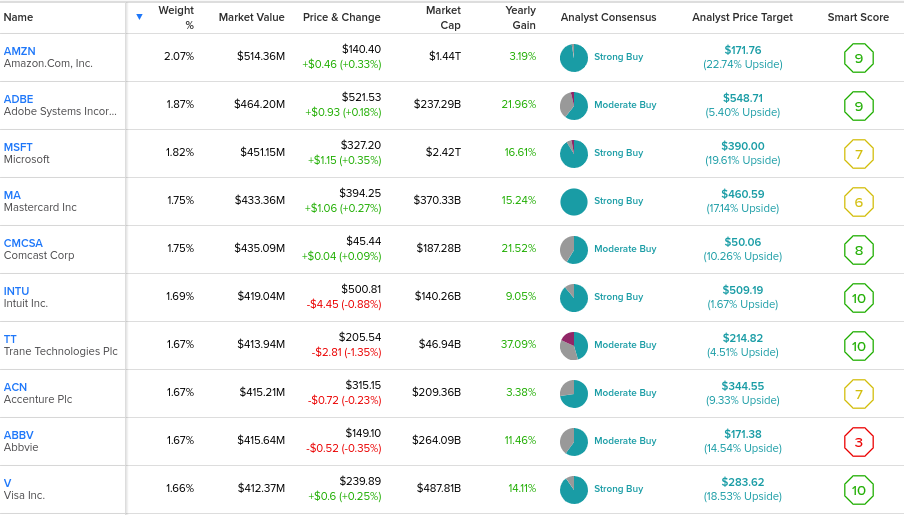 Name ▼ Weight % Market Value Price & Change Market Cap Yearly Gain Analyst Consensus Analyst Price Target Smart Score
AMZN
Amazon.Com, Inc.
2.07% $514.36M $140.40
+$0.46 (+0.33%)
$1.44T 3.19% Strong Buy $171.76
(22.74% Upside)
9
ADBE
Adobe Systems Incor...
1.87% $464.20M $521.53
+$0.93 (+0.18%)
$237.29B 21.96% Moderate Buy $548.71
(5.40% Upside)
9
MSFT
Microsoft
1.82% $451.15M $327.20
+$1.15 (+0.35%)
$2.42T 16.61% Strong Buy $390.00
(19.61% Upside)
7
MA
Mastercard Inc
1.75% $433.36M $394.25
+$1.06 (+0.27%)
$370.33B 15.24% Strong Buy $460.59
(17.14% Upside)
6
CMCSA
Comcast Corp
1.75% $435.09M $45.44
+$0.04 (+0.09%)
$187.28B 21.52% Moderate Buy $50.06
(10.26% Upside)
8
INTU
Intuit Inc.
1.69% $419.04M $500.81
-$4.45 (-0.88%)
$140.26B 9.05% Strong Buy $509.19
(1.67% Upside)
10
TT
Trane Technologies Plc
1.67% $413.94M $205.54
-$2.81 (-1.35%)
$46.94B 37.09% Moderate Buy $214.82
(4.51% Upside)
10
ACN
Accenture Plc
1.67% $415.21M $315.15
-$0.72 (-0.23%)
$209.36B 3.38% Moderate Buy $344.55
(9.33% Upside)
7
ABBV
Abbvie
1.67% $415.64M $149.10
-$0.52 (-0.35%)
$264.09B 11.46% Moderate Buy $171.38
(14.54% Upside)
3
V
Visa Inc.
1.66% $412.37M $239.89
+$0.6 (+0.25%)
$487.81B 14.11% Strong Buy $283.62
(18.53% Upside)
10